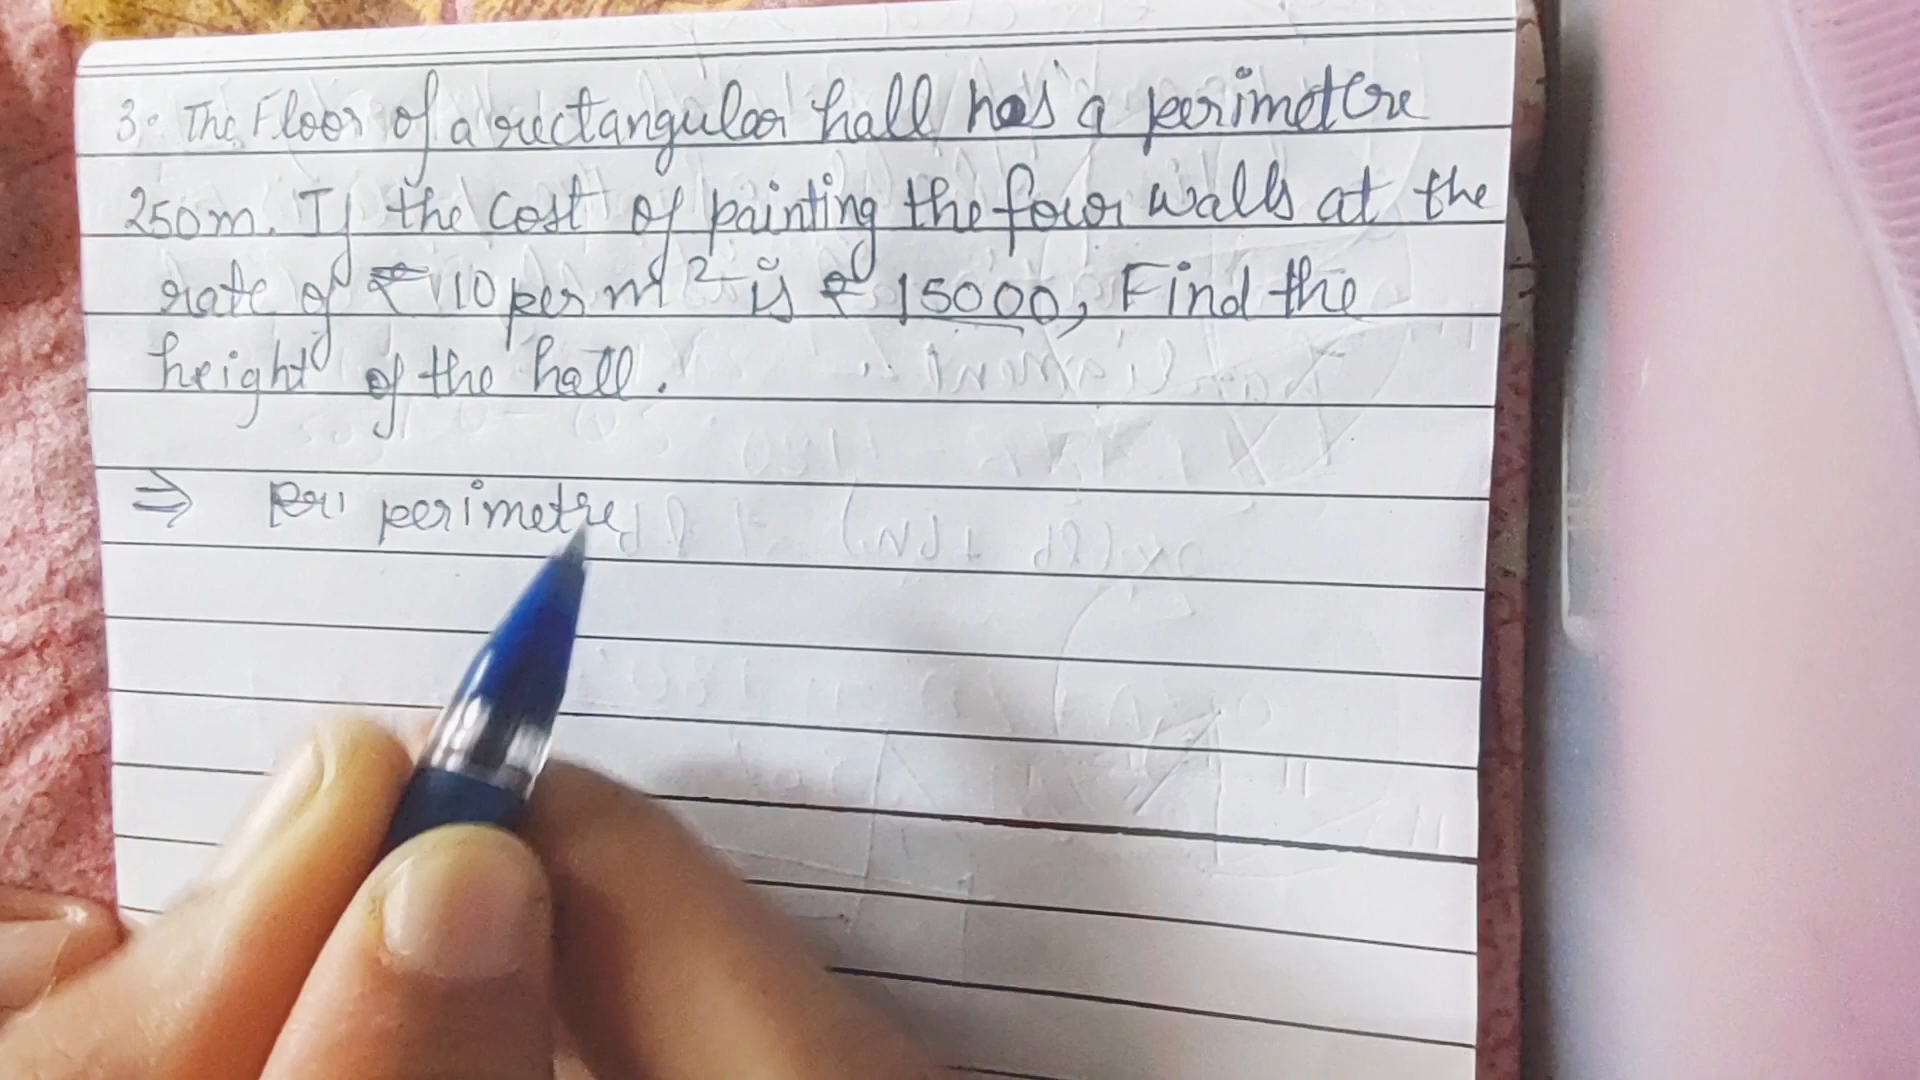 3. The Floor of a rectangular hall has a perimetre
250m. If the cost of painting the four walls at the
rate of ₹ 10 per m² is ₹ 15000, Find the
height of the hall.
⇒ Peri perimetre